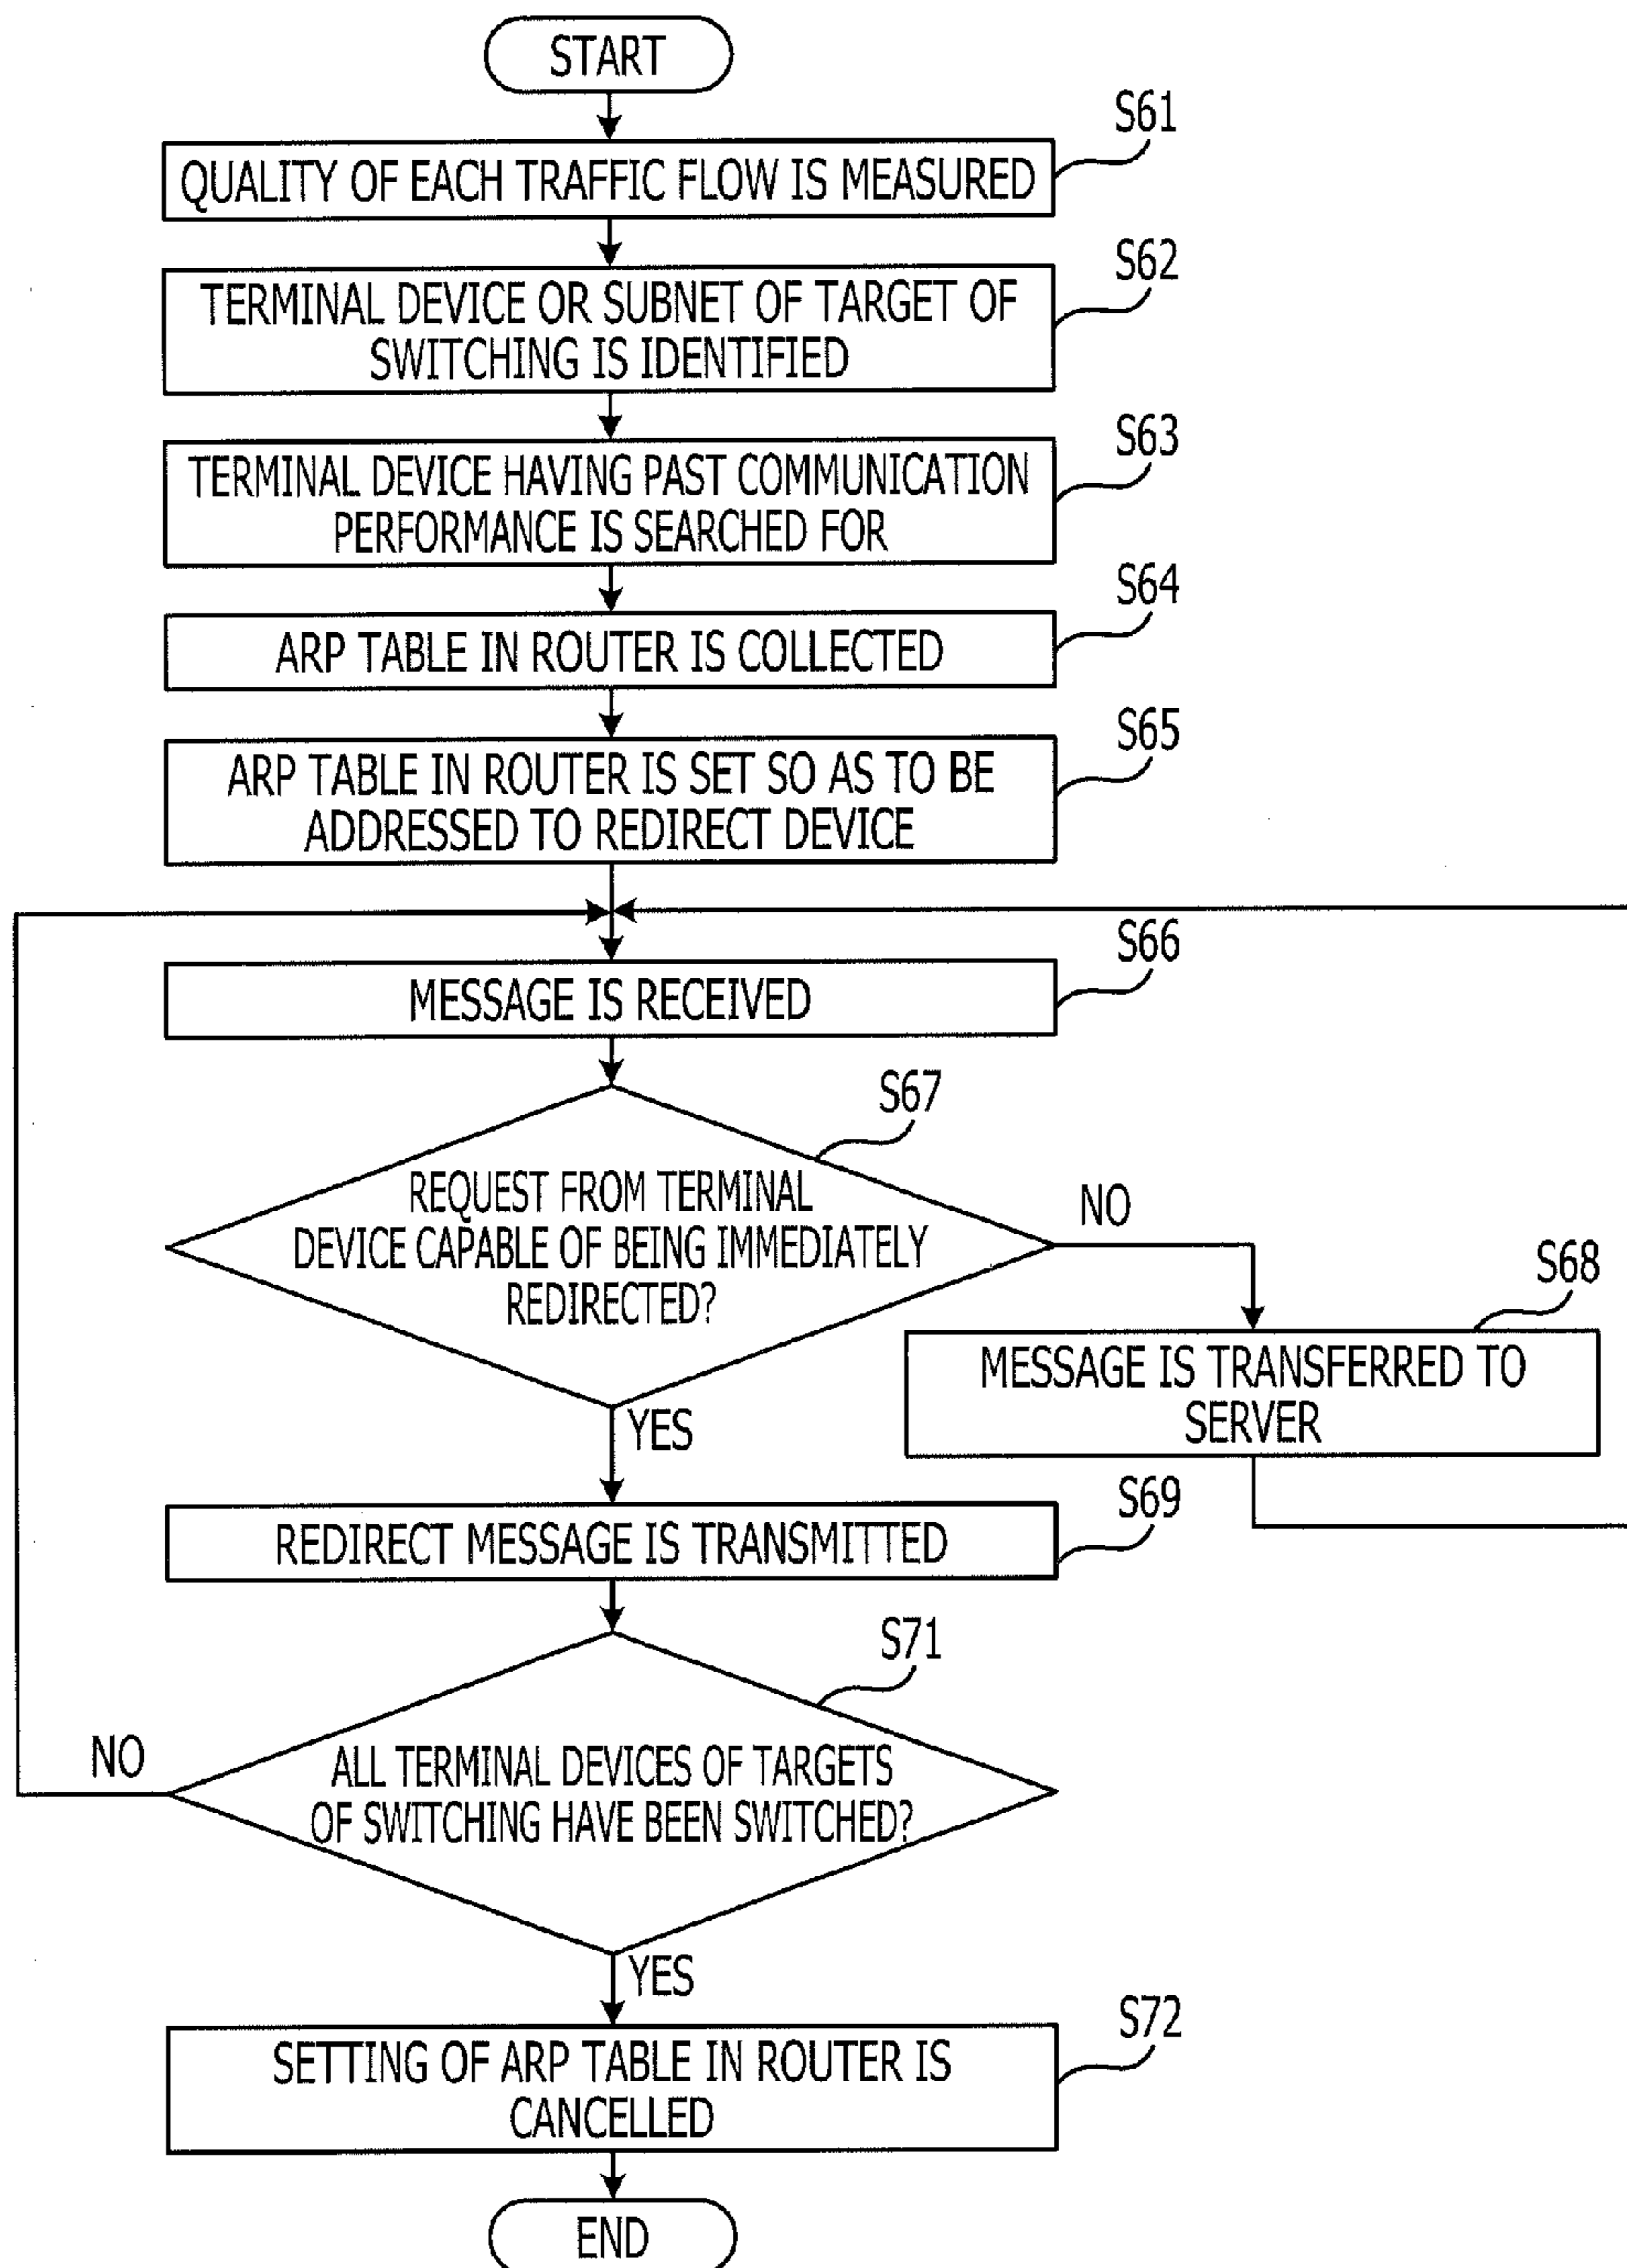 START
S61
QUALITY OF EACH TRAFFIC FLOW IS MEASURED
S62
TERMINAL DEVICE OR SUBNET OF TARGET OF
SWITCHING IS IDENTIFIED
S63
TERMINAL DEVICE HAVING PAST COMMUNICATION
PERFORMANCE IS SEARCHED FOR
S64
ARP TABLE IN ROUTER IS COLLECTED
S65
ARP TABLE IN ROUTER IS SET SO AS TO BE
ADDRESSED TO REDIRECT DEVICE
S66
MESSAGE IS RECEIVED
S67
REQUEST FROM TERMINAL
DEVICE CAPABLE OF BEING IMMEDIATELY
REDIRECTED?
NO
S68
MESSAGE IS TRANSFERRED TO
SERVER
YES
S69
REDIRECT MESSAGE IS TRANSMITTED
S71
ALL TERMINAL DEVICES OF TARGETS
OF SWITCHING HAVE BEEN SWITCHED?
NO
YES
S72
SETTING OF ARP TABLE IN ROUTER IS
CANCELLED
END